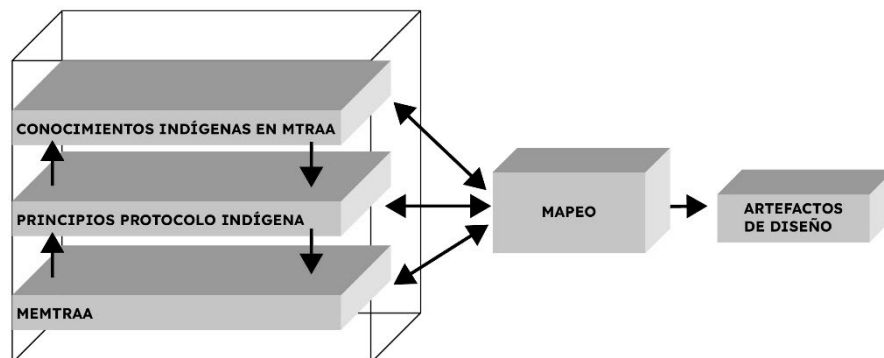 CONOCIMIENTOS INDÍGENAS EN MTRAA
PRINCIPIOS PROTOCOLO INDÍGENA
MEMTRAA
MAPEO
ARTEFACTOS
DE DISEÑO